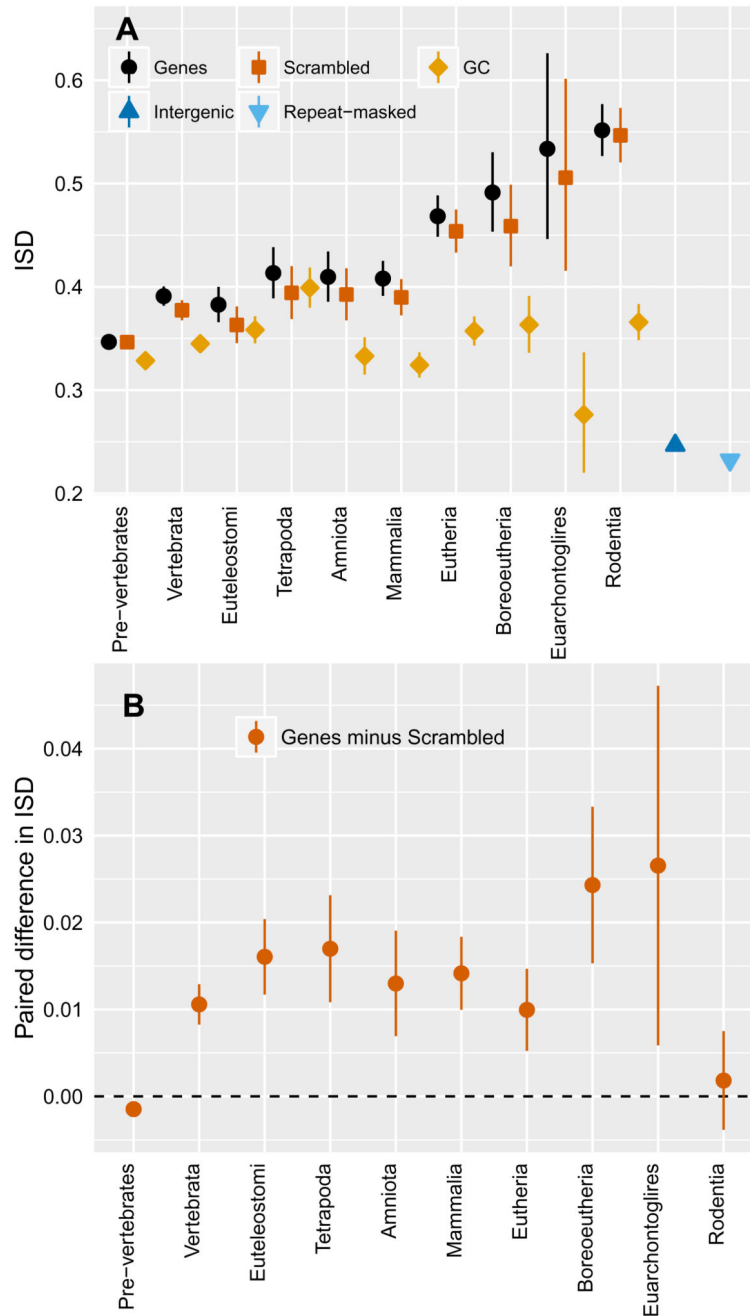 A
Genes
Scrambled
GC
Intergenic
Repeat−masked
ISD
0.6
0.5
0.4
0.3
0.2
Pre−vertebrates
Vertebrata
Euteleostomi
Tetrapoda
Amniota
Mammalia
Eutheria
Boreoeutheria
Euarchontoglires
Rodentia
B
Genes minus Scrambled
Paired difference in ISD
0.04
0.03
0.02
0.01
0.00
Pre−vertebrates
Vertebrata
Euteleostomi
Tetrapoda
Amniota
Mammalia
Eutheria
Boreoeutheria
Euarchontoglires
Rodentia